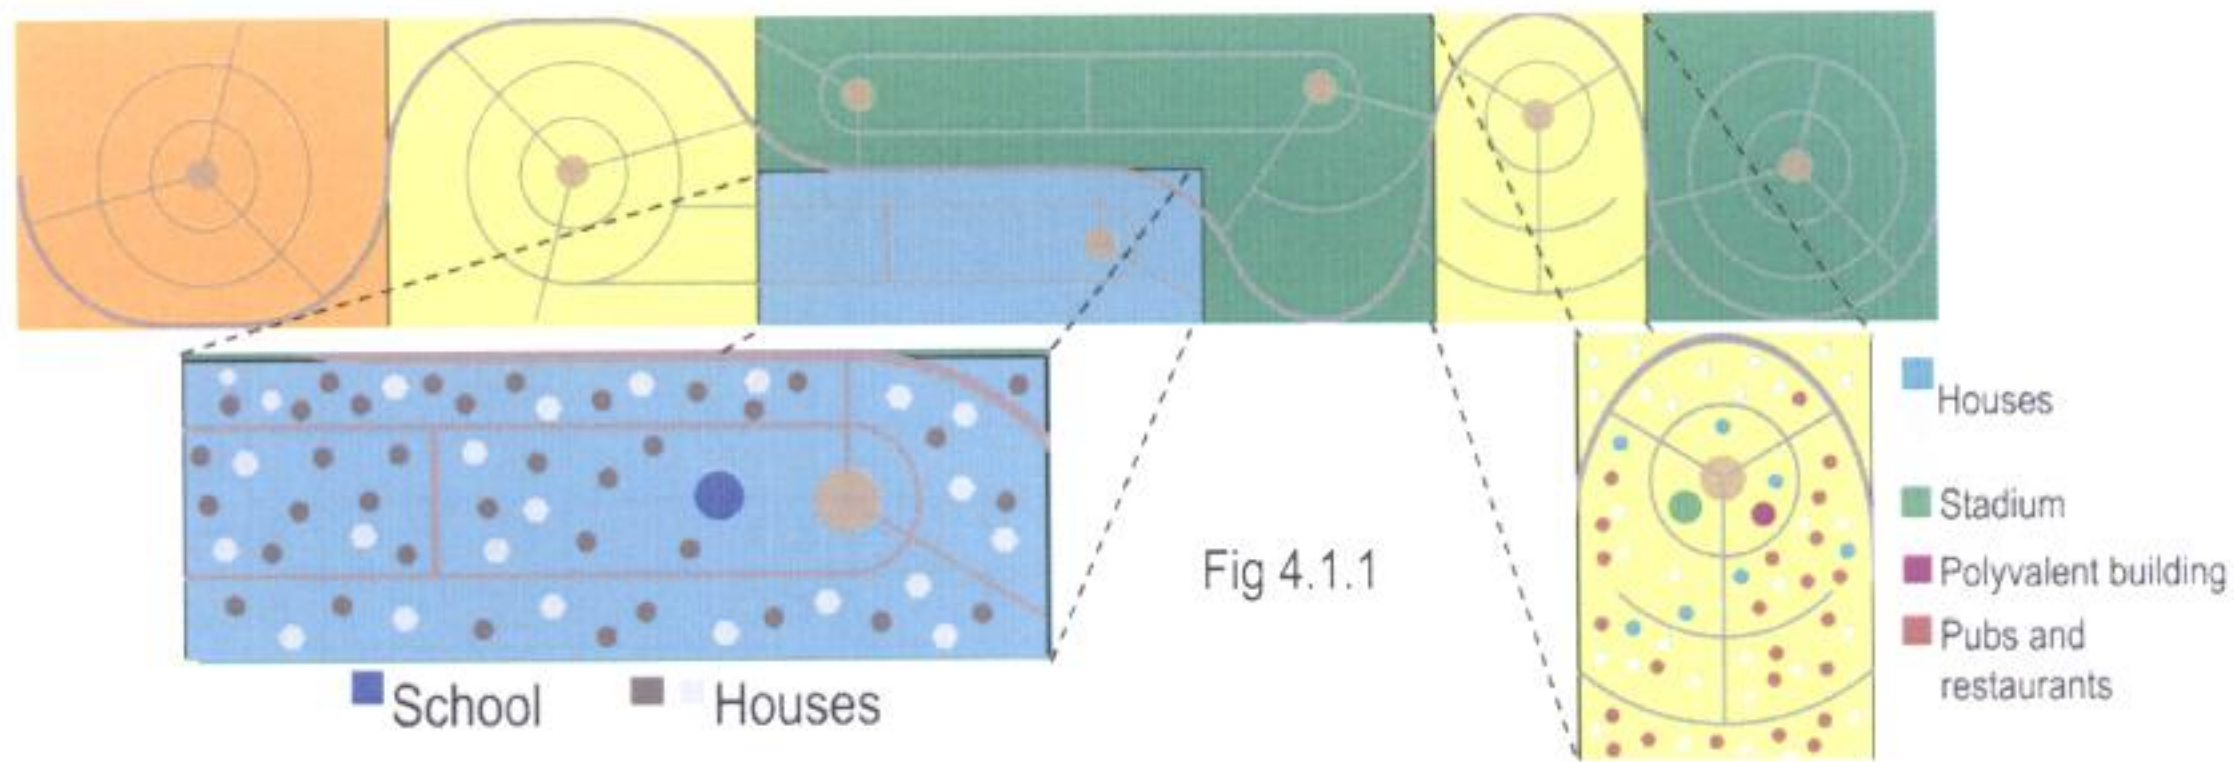 Houses
Stadium
Fig 4.1.1
Polyvalent building
Pubs and
restaurants
School
Houses